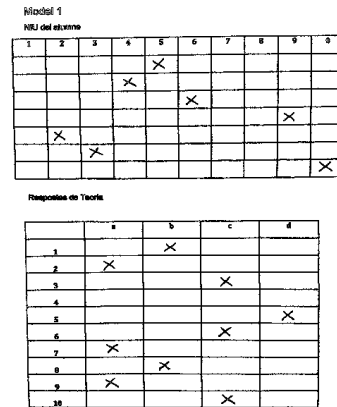 Model 1
NIU del alumno
1 2 3 4 5 6 7 8 9 0
X
X
X
X
X
X
X
Respostes de Teoria
a b c d
1 X
2 X
3 X
4
5 X
6 X
7 X
8 X
9 X
10 X